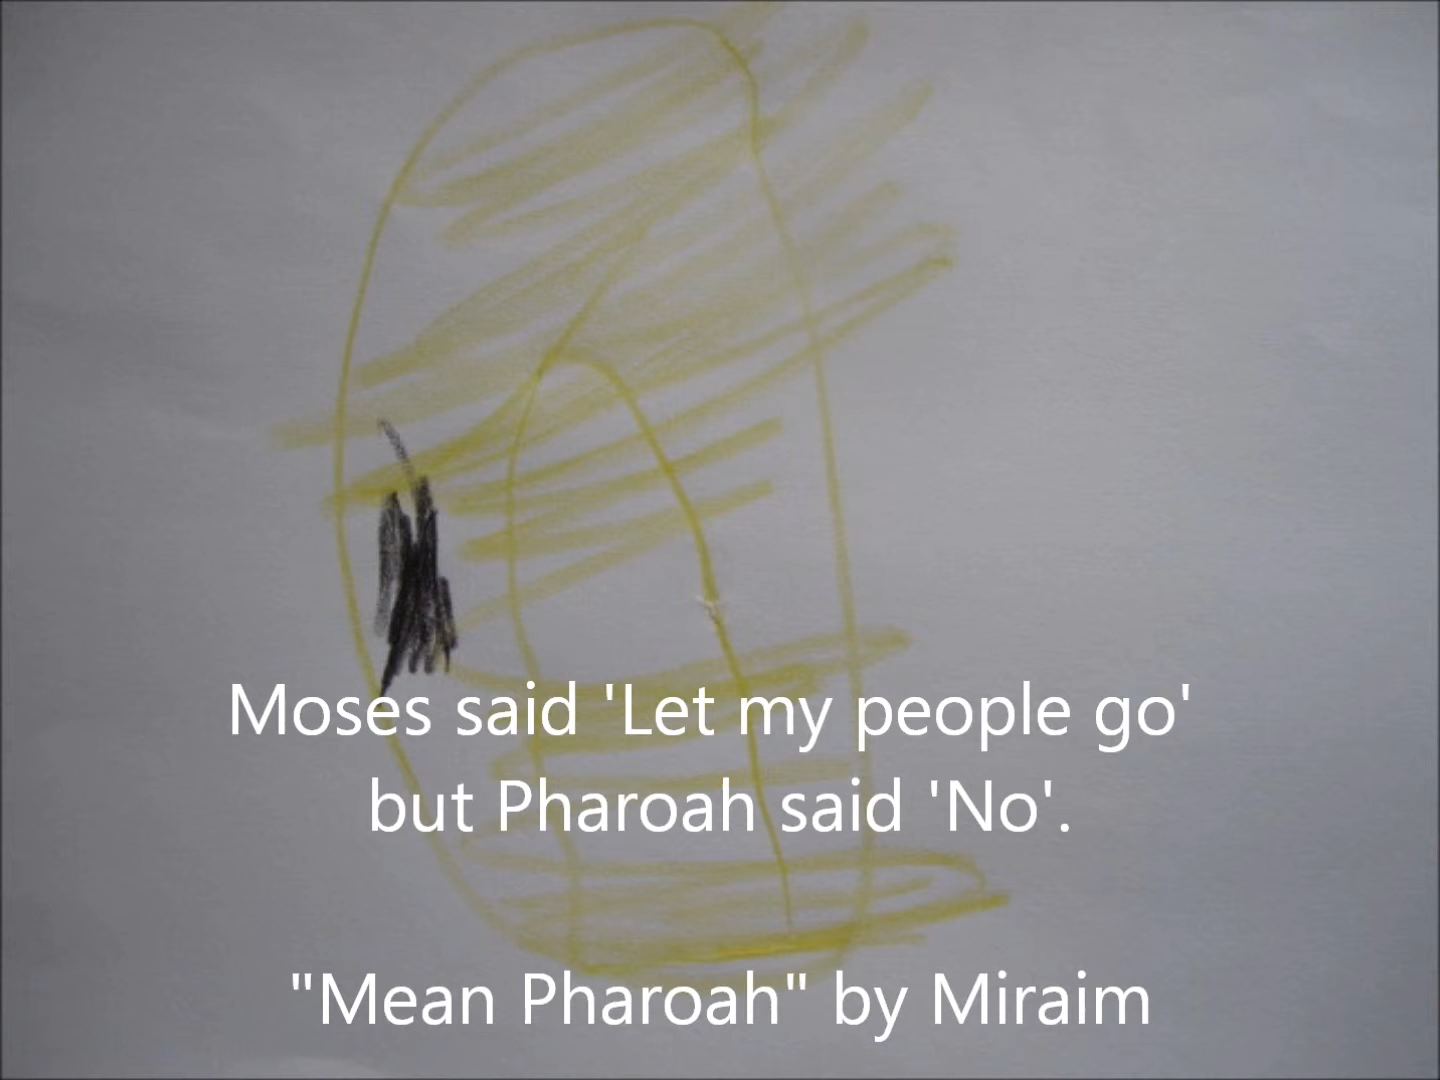 Moses said 'Let my people go'
but Pharoah said 'No'.
"Mean Pharoah" by Miraim